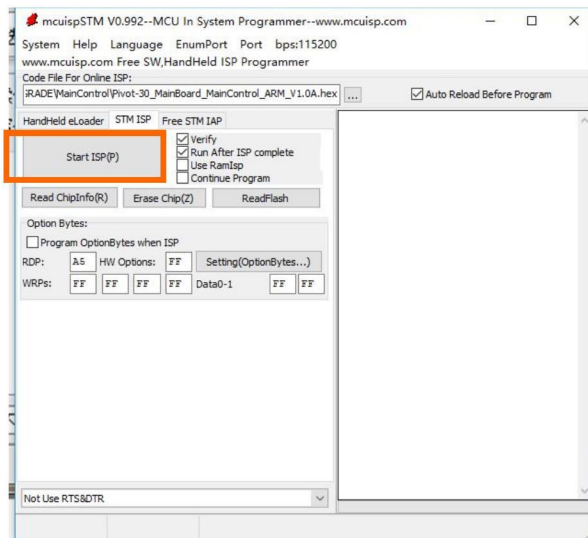 mcuispSTM V0.992--MCU In System Programmer--www.mcuisp.com
System Help Language EnumPort Port bps:115200
www.mcuisp.com Free SW,HandHeld ISP Programmer
Code File For Online ISP:
RADE\MainControl\Pivot-30_MainBoard_MainControl_ARM_V1.0A.hex ... Auto Reload Before Program
HandHeld eLoader STM ISP Free STM IAP
Start ISP(P)
Verify
Run After ISP complete
Use RamIsp
Continue Program
Read ChipInfo(R) Erase Chip(Z) ReadFlash
Option Bytes:
Program OptionBytes when ISP
RDP: A5 HW Options: FF Setting(OptionBytes...)
WRPs: FF FF FF FF Data0-1 FF FF
Not Use RTS&DTR